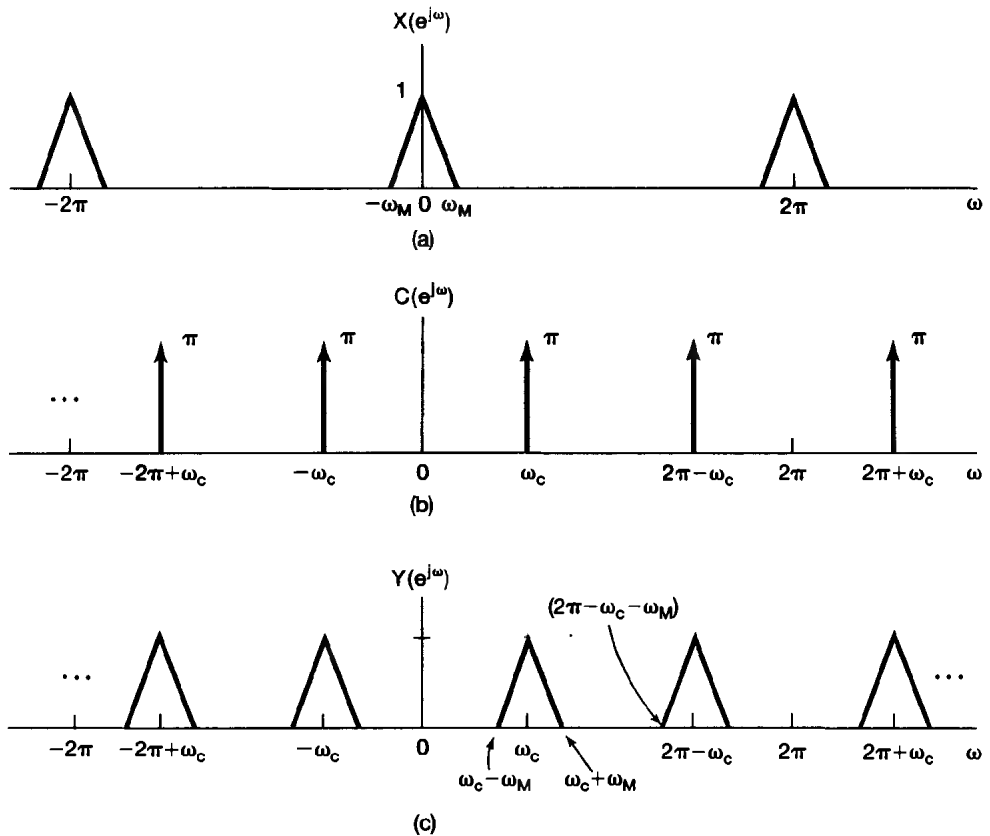 X(e^jω)
1
−2π −ω_M 0 ω_M 2π ω
(a)
C(e^jω)
π π π π π
...
−2π −2π+ω_c −ω_c 0 ω_c 2π−ω_c 2π 2π+ω_c ω
(b)
Y(e^jω)
(2π−ω_c−ω_M)
... ...
−2π −2π+ω_c −ω_c 0 ω_c 2π−ω_c 2π 2π+ω_c ω
ω_c−ω_M ω_c+ω_M
(c)